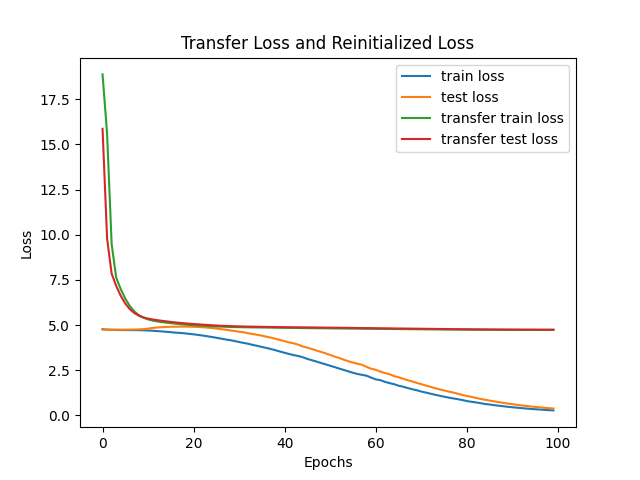 Transfer Loss and Reinitialized Loss
train loss
test loss
transfer train loss
transfer test loss
17.5
15.0
12.5
10.0
7.5
5.0
2.5
0.0
Loss
0 20 40 60 80 100
Epochs